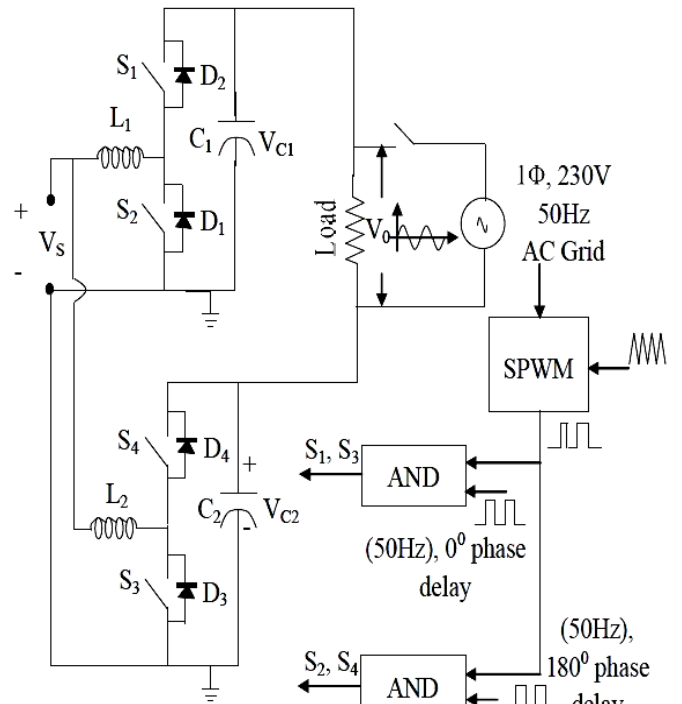 S1
D2
L1
C1
VC1
S2
D1
+
VS
-
Load
V0
1Φ, 230V
50Hz
AC Grid
SPWM
S4
D4
+
L2
C2
VC2
-
S3
D3
S1, S3
AND
(50Hz), 0⁰ phase
delay
(50Hz),
180⁰ phase
delay
S2, S4
AND